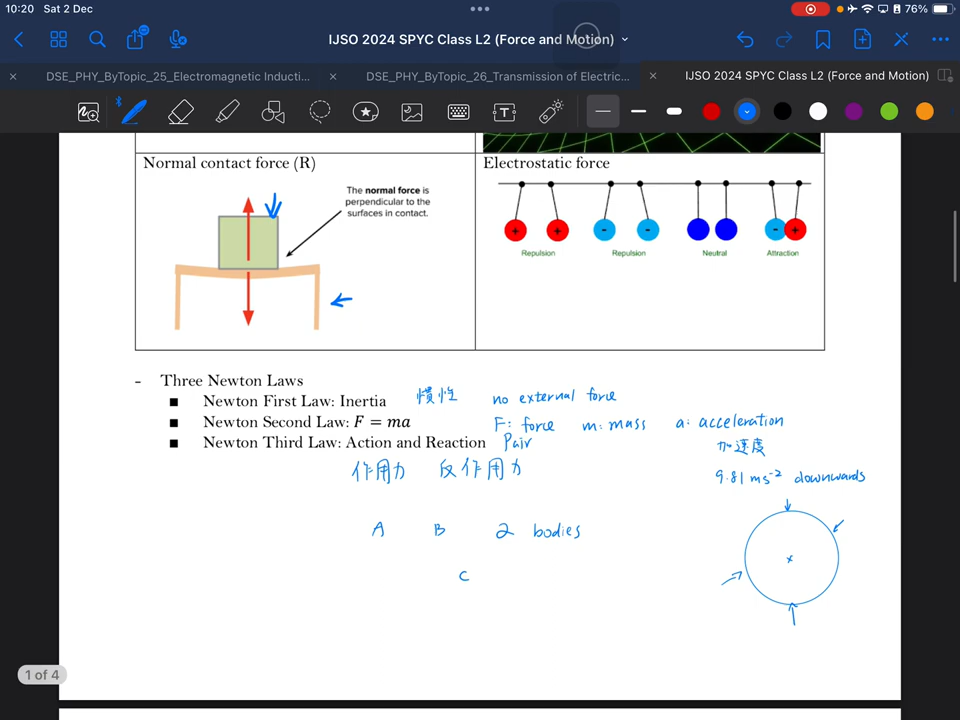 10:20 Sat 2 Dec
76%
IJSO 2024 SPYC Class L2 (Force and Motion)
DSE_PHY_ByTopic_25_Electromagnetic Inducti...
DSE_PHY_ByTopic_26_Transmission of Electric...
IJSO 2024 SPYC Class L2 (Force and Motion)
Normal contact force (R)
The normal force is
perpendicular to the
surfaces in contact.
Electrostatic force
+ + - - - +
Repulsion Repulsion Neutral Attraction
- Three Newton Laws
■ Newton First Law: Inertia 慣性 no external force
■ Newton Second Law: F = ma F: force m: mass a: acceleration
加速度
■ Newton Third Law: Action and Reaction Pair
作用力 反作用力
9.81 ms⁻² downwards
A B 2 bodies
C
x
1 of 4